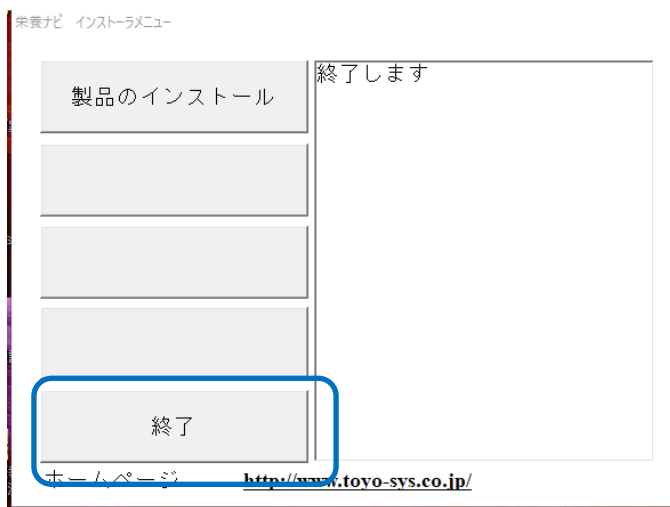 栄養ナビ　インストーラメニュー
製品のインストール
終了します
終了
ホームページ
http://www.toyo-sys.co.jp/